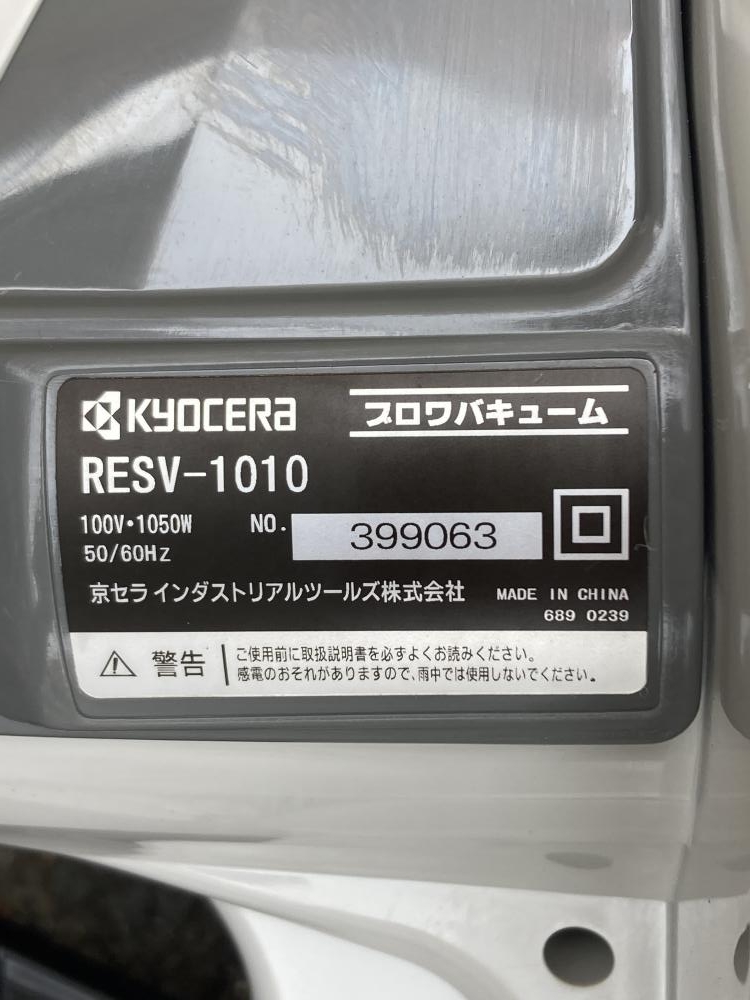 KYOCERA ブロワバキューム
RESV-1010
100V・1050W NO. 399063
50/60Hz
京セラ インダストリアルツールズ株式会社 MADE IN CHINA
689 0239
警告 ご使用前に取扱説明書を必ずよくお読みください。
感電のおそれがありますので、雨中では使用しないでください。